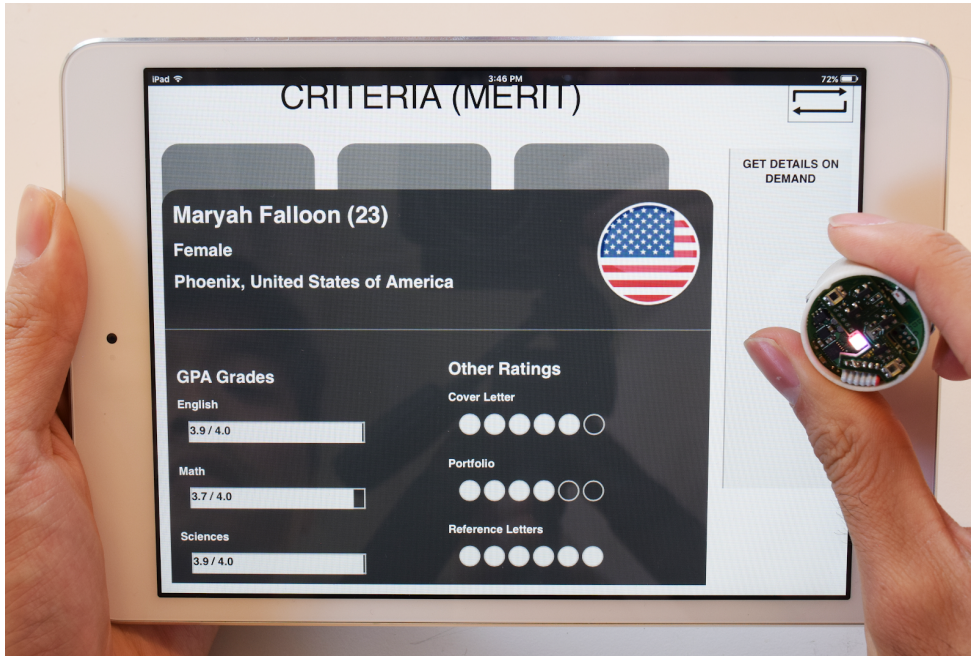 iPad
3:46 PM
72%
CRITERIA (MERIT)
GET DETAILS ON
DEMAND
Maryah Falloon (23)
Female
Phoenix, United States of America
GPA Grades
English
3.9 / 4.0
Math
3.7 / 4.0
Sciences
3.9 / 4.0
Other Ratings
Cover Letter
Portfolio
Reference Letters